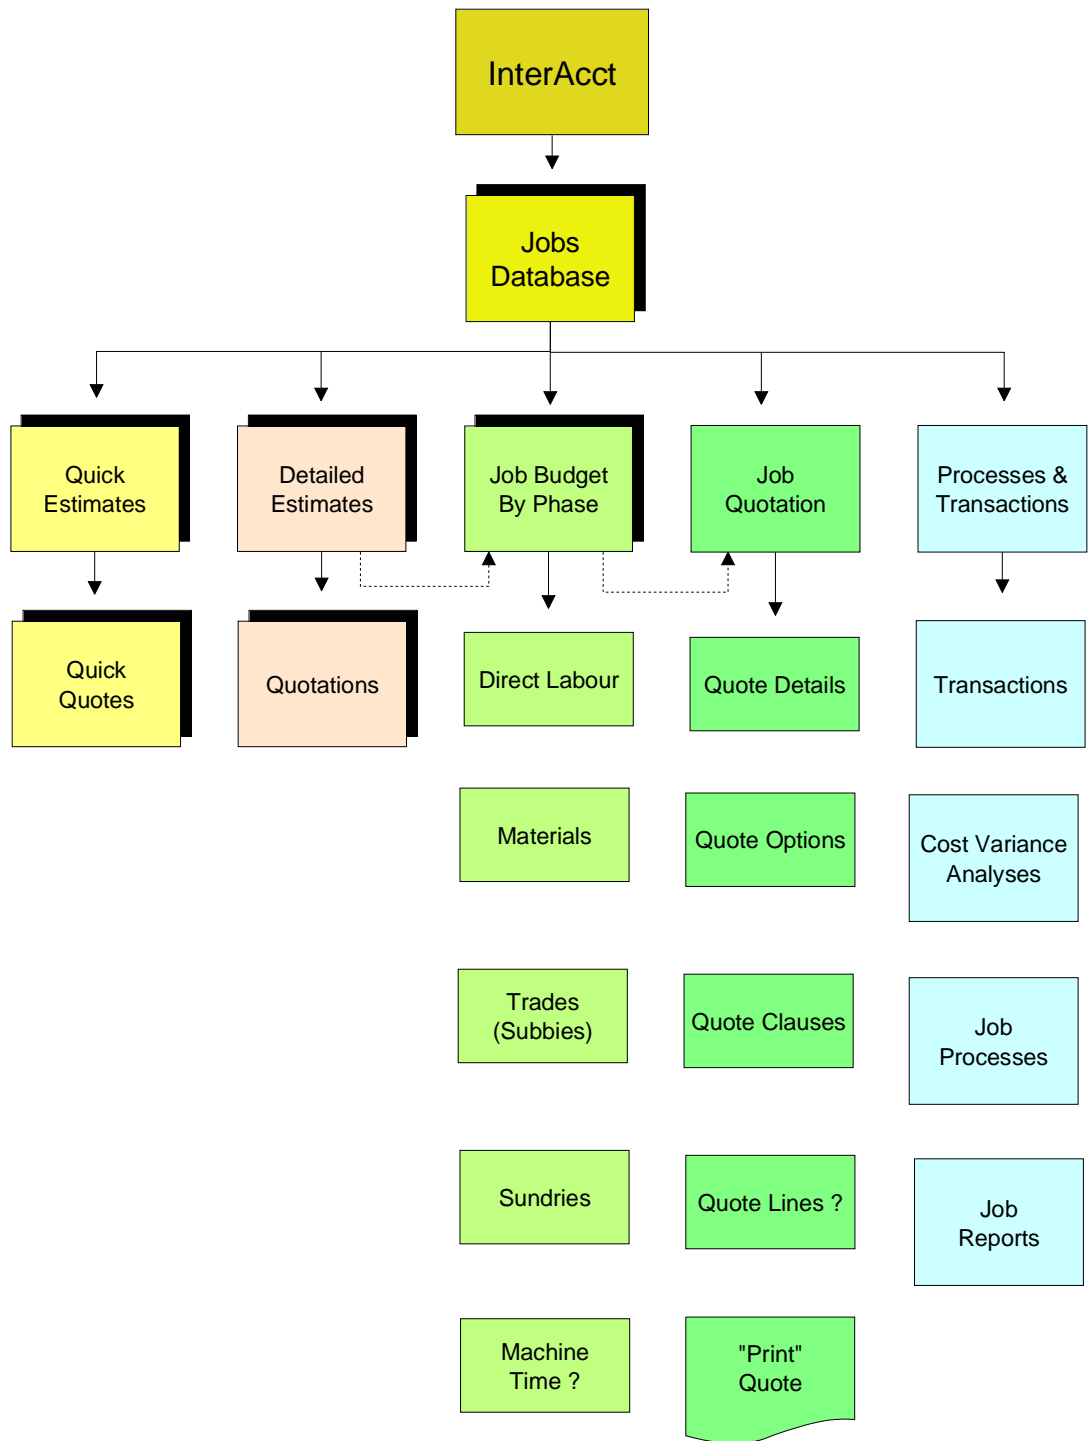 InterAcct
Jobs
Database
Quick
Estimates
Detailed
Estimates
Job Budget
By Phase
Job
Quotation
Processes &
Transactions
Quick
Quotes
Quotations
Direct Labour
Quote Details
Transactions
Materials
Quote Options
Cost Variance
Analyses
Trades
(Subbies)
Quote Clauses
Job
Processes
Sundries
Quote Lines ?
Job
Reports
Machine
Time ?
"Print"
Quote